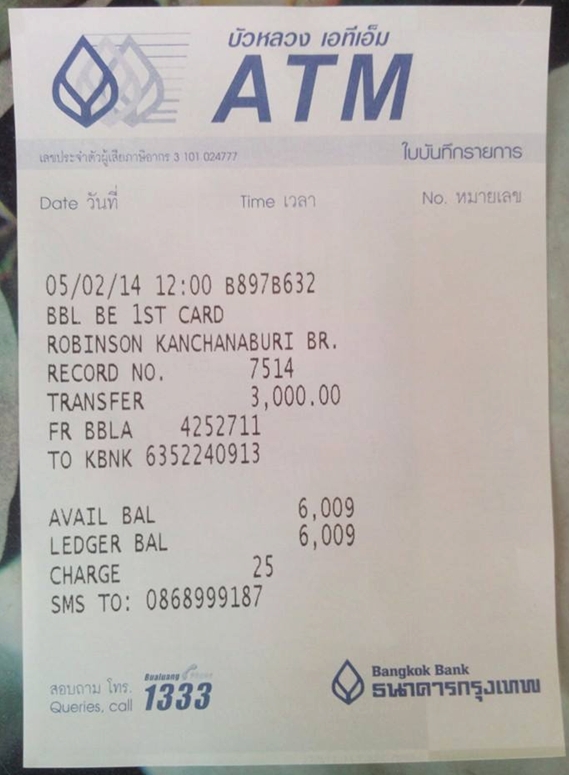 บัวหลวง เอทีเอ็ม
ATM
เลขประจำตัวผู้เสียภาษีอากร 3 101 024777 ใบบันทึกรายการ
Date วันที่ Time เวลา No. หมายเลข
05/02/14 12:00 B897B632
BBL BE 1ST CARD
ROBINSON KANCHANABURI BR.
RECORD NO. 7514
TRANSFER 3,000.00
FR BBLA 4252711
TO KBNK 6352240913
AVAIL BAL 6,009
LEDGER BAL 6,009
CHARGE 25
SMS TO: 0868999187
Bualuang Phone
สอบถาม โทร. 1333
Queries, call
Bangkok Bank
ธนาคารกรุงเทพ